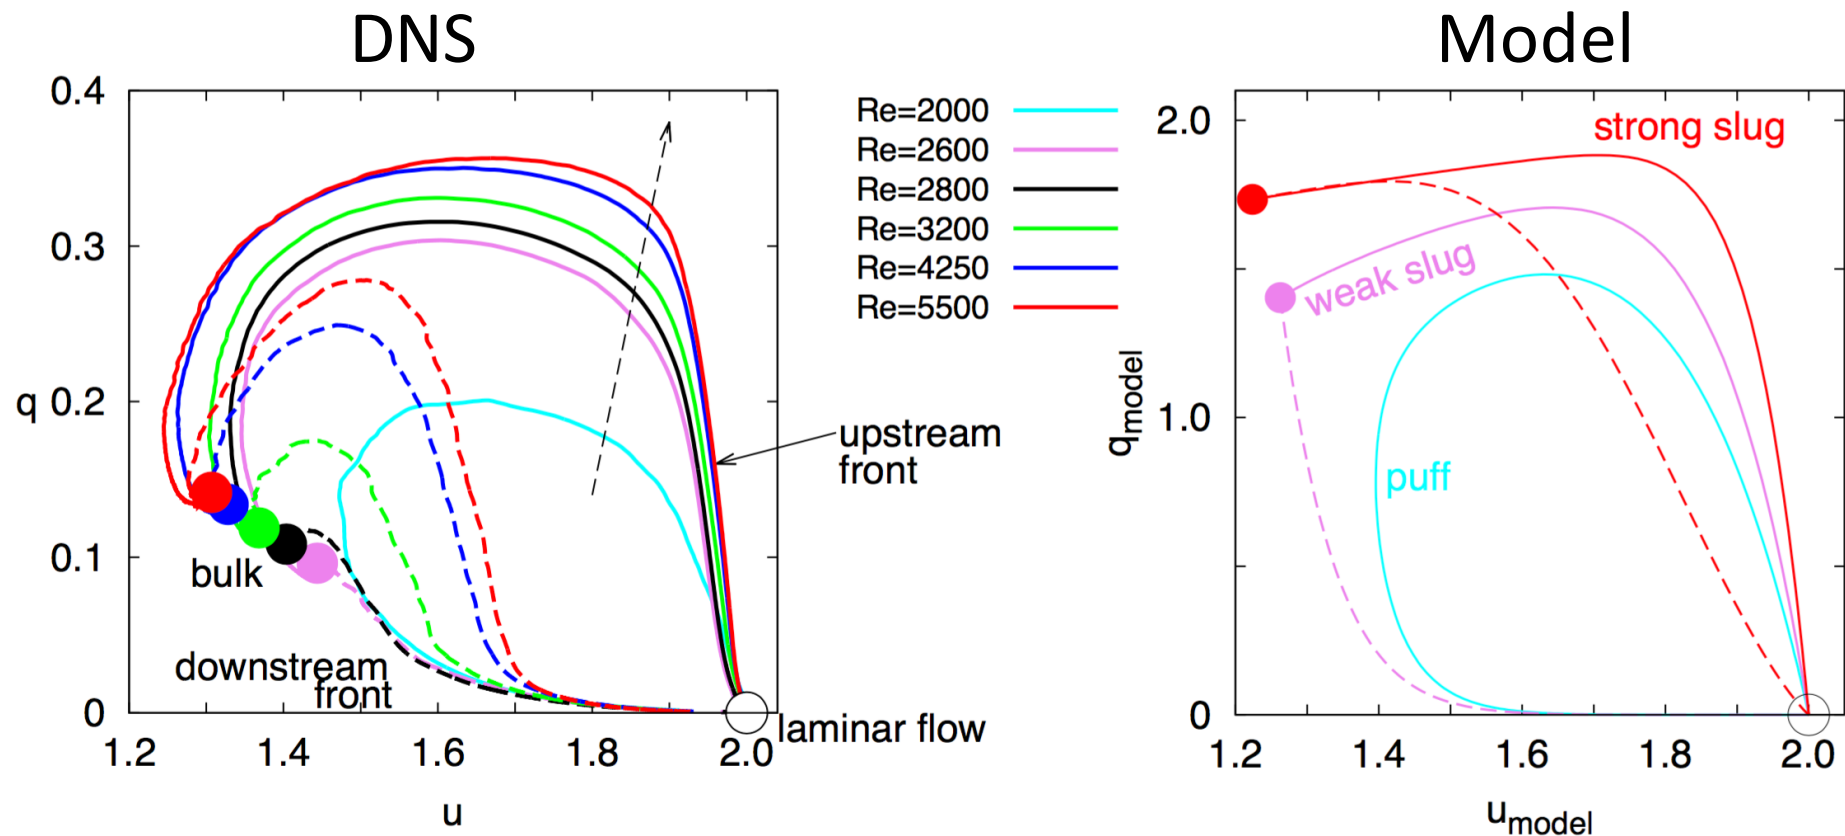 DNS
Model
0.4
0.3
q 0.2
0.1
0
1.2 1.4 1.6 1.8 2.0
u
Re=2000
Re=2600
Re=2800
Re=3200
Re=4250
Re=5500
upstream
front
bulk
downstream
front
laminar flow
2.0
1.0
0
q_model
strong slug
weak slug
puff
1.2 1.4 1.6 1.8 2.0
u_model